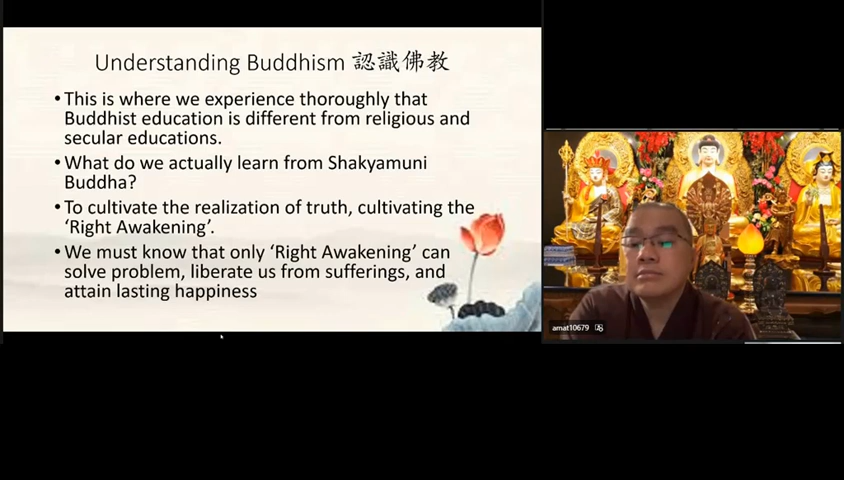 Understanding Buddhism 認識佛教
•This is where we experience thoroughly that
Buddhist education is different from religious and
secular educations.
•What do we actually learn from Shakyamuni
Buddha?
•To cultivate the realization of truth, cultivating the
‘Right Awakening’.
•We must know that only ‘Right Awakening’ can
solve problem, liberate us from sufferings, and
attain lasting happiness
amat10679